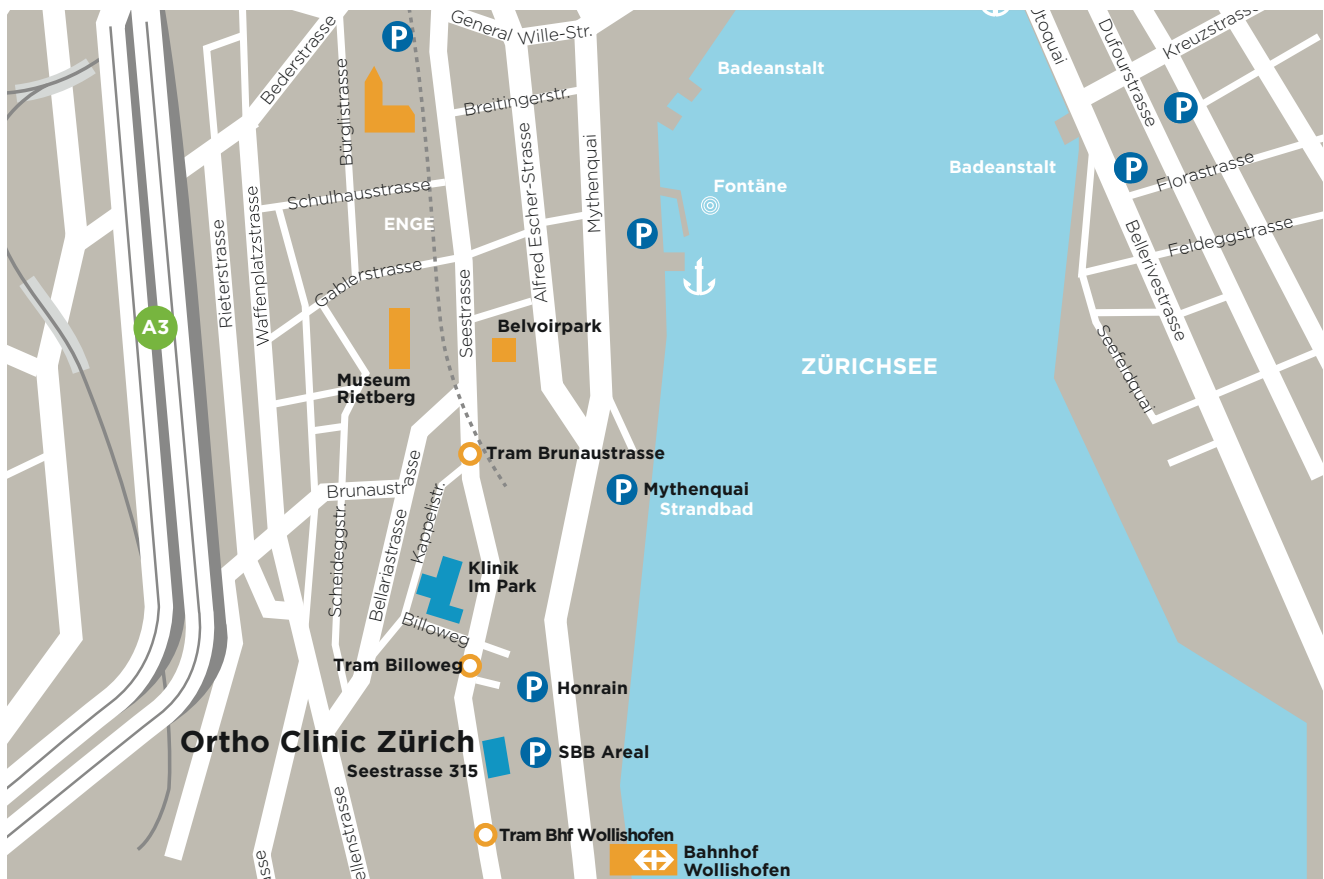 General Wille-Str.
Utoquai
Dufourstrasse
Kreuzstrasse
P
Bederstrasse
Bürglistrasse
Badeanstalt
Breitingerstr.
P
Alfred Escher-Strasse
Mythenquai
Badeanstalt
P
Florastrasse
Schulhausstrasse
Fontäne
ENGE
P
Feldeggstrasse
Bellerivestrasse
Rieterstrasse
Waffenplatzstrasse
Gablerstrasse
Seestrasse
A3
Belvoirpark
Seefeldquai
ZÜRICHSEE
Museum
Rietberg
Tram Brunaustrasse
Brunaustrasse
P
Mythenquai
Strandbad
Scheideggstr.
Bellariastrasse
Kappelistr.
Klinik
Im Park
Billoweg
Tram Billoweg
P
Honrain
Ortho Clinic Zürich
Seestrasse 315
P
SBB Areal
Tram Bhf Wollishofen
Bahnhof
Wollishofen